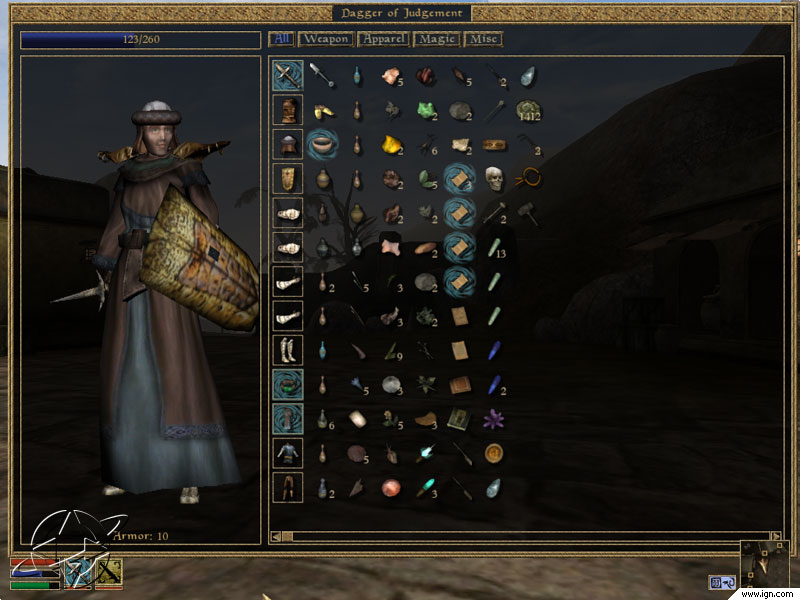 Dagger of Judgement
123/260
All Weapon Apparel Magic Misc
5 5 2
2 2 1412
2 6 2 2
2 5 3
2 2 2
2 13
2 5 3 2
3 2
9
5 2 2
6 5 3
5
2 3
Armor: 10
www.ign.com